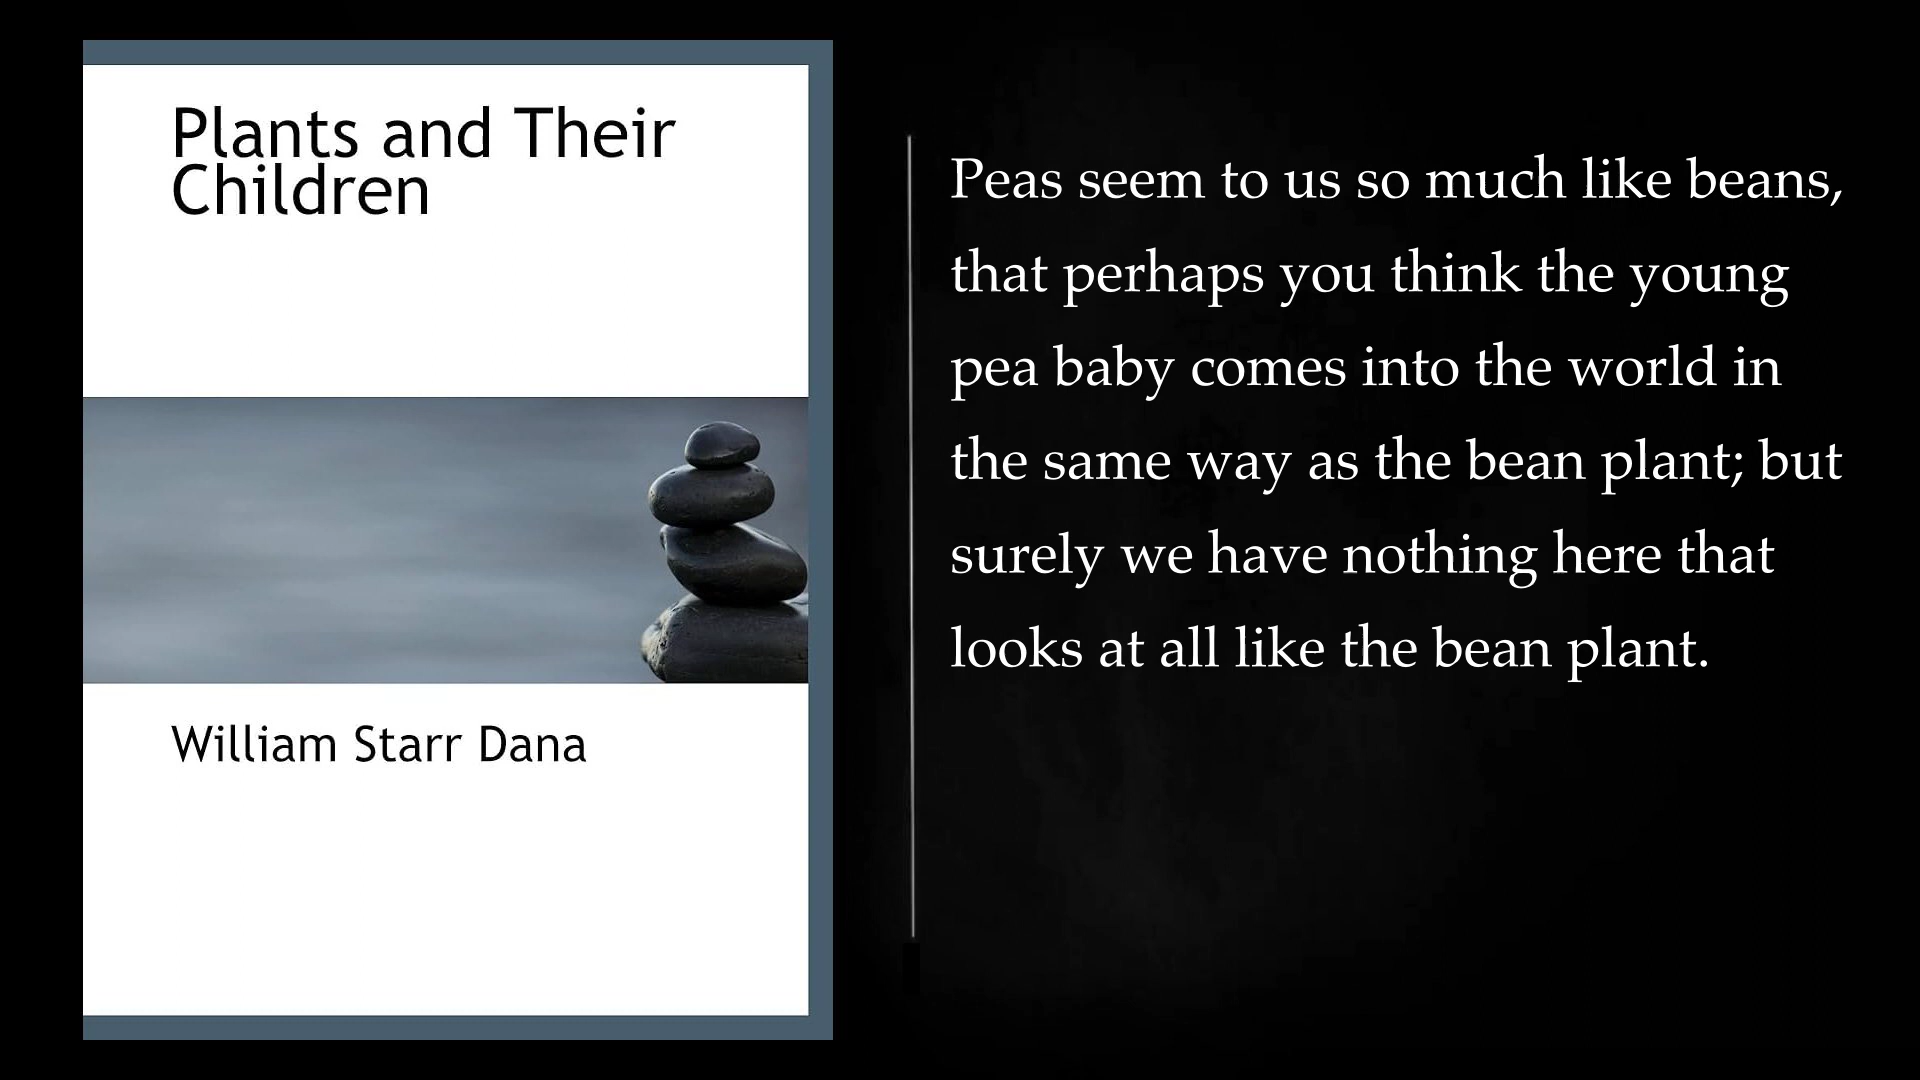 Plants and Their
Children
William Starr Dana
Peas seem to us so much like beans,
that perhaps you think the young
pea baby comes into the world in
the same way as the bean plant; but
surely we have nothing here that
looks at all like the bean plant.